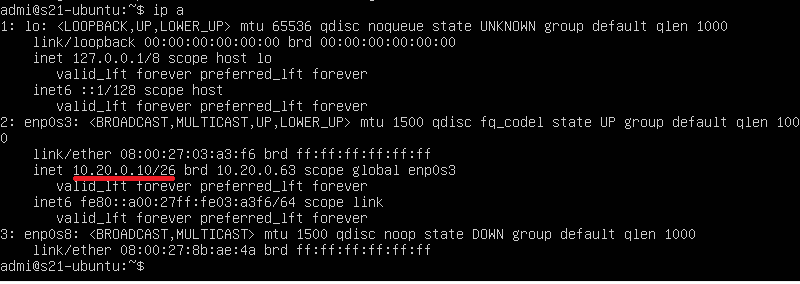 admi@s21-ubuntu:~$ ip a
1: lo: <LOOPBACK,UP,LOWER_UP> mtu 65536 qdisc noqueue state UNKNOWN group default qlen 1000
    link/loopback 00:00:00:00:00:00 brd 00:00:00:00:00:00
    inet 127.0.0.1/8 scope host lo
       valid_lft forever preferred_lft forever
    inet6 ::1/128 scope host
       valid_lft forever preferred_lft forever
2: enp0s3: <BROADCAST,MULTICAST,UP,LOWER_UP> mtu 1500 qdisc fq_codel state UP group default qlen 100
0
    link/ether 08:00:27:03:a3:f6 brd ff:ff:ff:ff:ff:ff
    inet 10.20.0.10/26 brd 10.20.0.63 scope global enp0s3
       valid_lft forever preferred_lft forever
    inet6 fe80::a00:27ff:fe03:a3f6/64 scope link
       valid_lft forever preferred_lft forever
3: enp0s8: <BROADCAST,MULTICAST> mtu 1500 qdisc noop state DOWN group default qlen 1000
    link/ether 08:00:27:8b:ae:4a brd ff:ff:ff:ff:ff:ff
admi@s21-ubuntu:~$